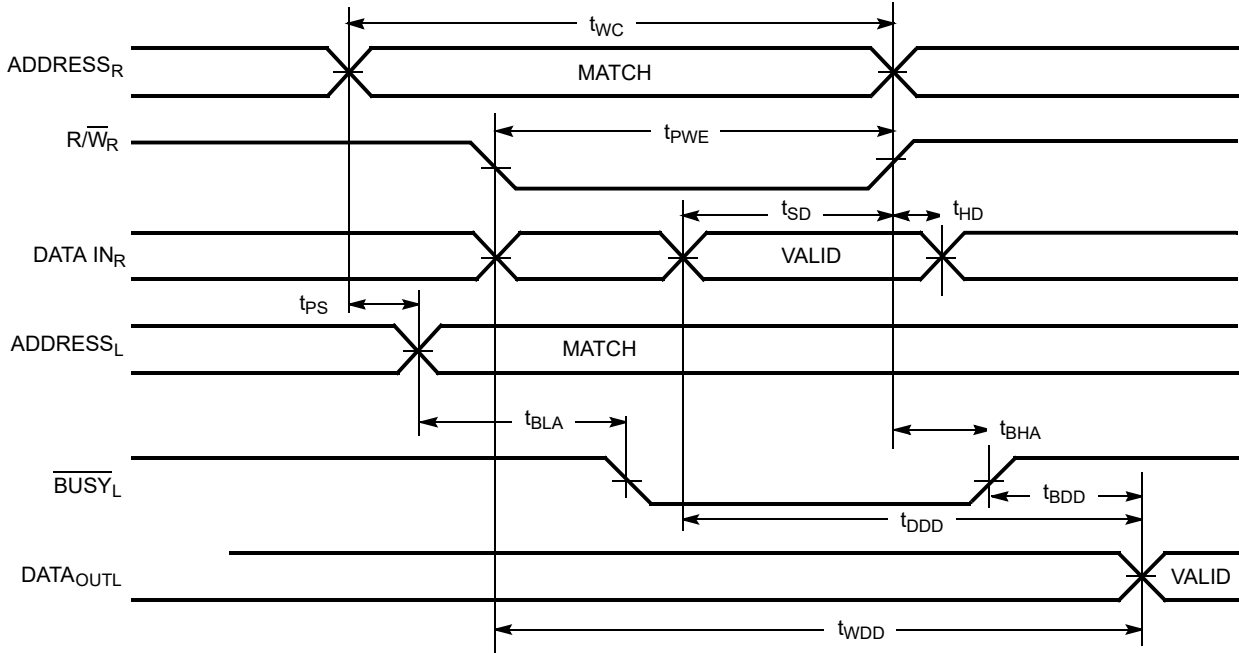 tWC
ADDRESSR
MATCH
R/W̅R
tPWE
tSD
tHD
DATA INR
VALID
tPS
ADDRESSL
MATCH
tBLA
tBHA
B̅U̅S̅Y̅L
tBDD
tDDD
DATAOUTL
VALID
tWDD